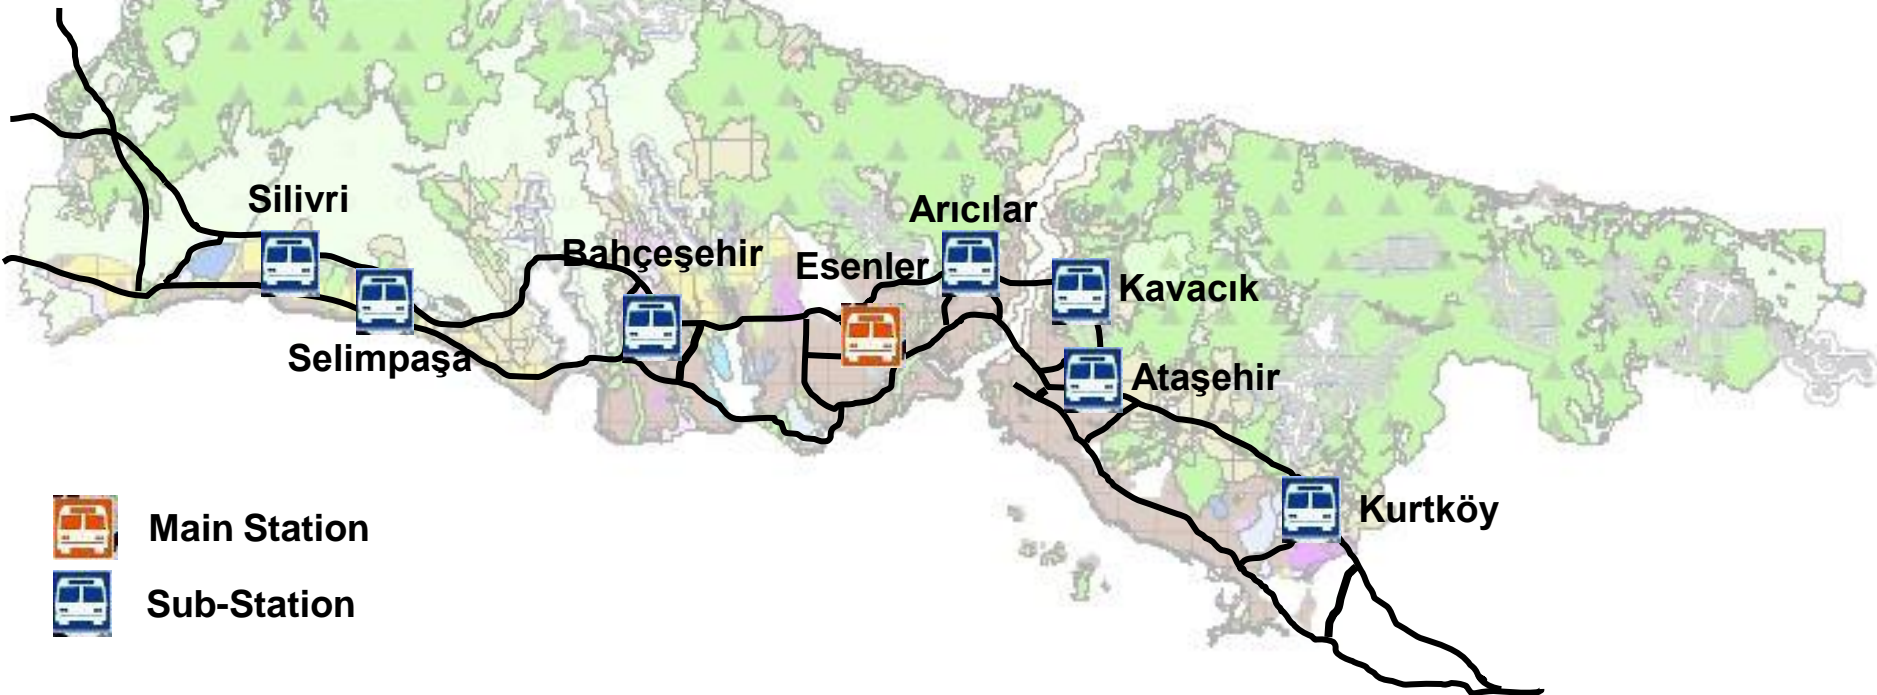 Silivri
Arıcılar
Bahçeşehir
Esenler
Kavacık
Selimpaşa
Ataşehir
Kurtköy
Main Station
Sub-Station